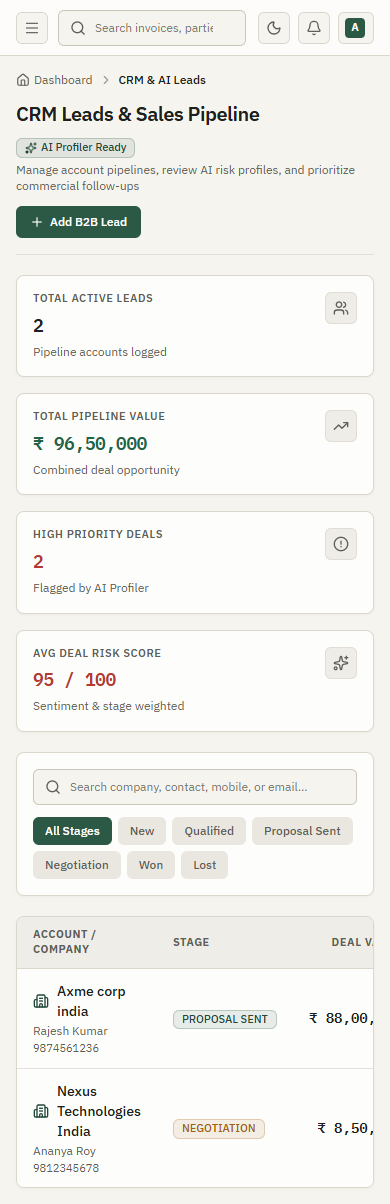 Search invoices, partie
A
Dashboard > CRM & AI Leads
CRM Leads & Sales Pipeline
AI Profiler Ready
Manage account pipelines, review AI risk profiles, and prioritize
commercial follow-ups
+ Add B2B Lead
TOTAL ACTIVE LEADS
2
Pipeline accounts logged
TOTAL PIPELINE VALUE
₹ 96,50,000
Combined deal opportunity
HIGH PRIORITY DEALS
2
Flagged by AI Profiler
AVG DEAL RISK SCORE
95 / 100
Sentiment & stage weighted
Search company, contact, mobile, or email...
All Stages New Qualified Proposal Sent
Negotiation Won Lost
ACCOUNT /
COMPANY
STAGE
DEAL
Axme corp
india
Rajesh Kumar
9874561236
PROPOSAL SENT
₹ 88,00,
Nexus
Technologies
India
Ananya Roy
9812345678
NEGOTIATION
₹ 8,50,